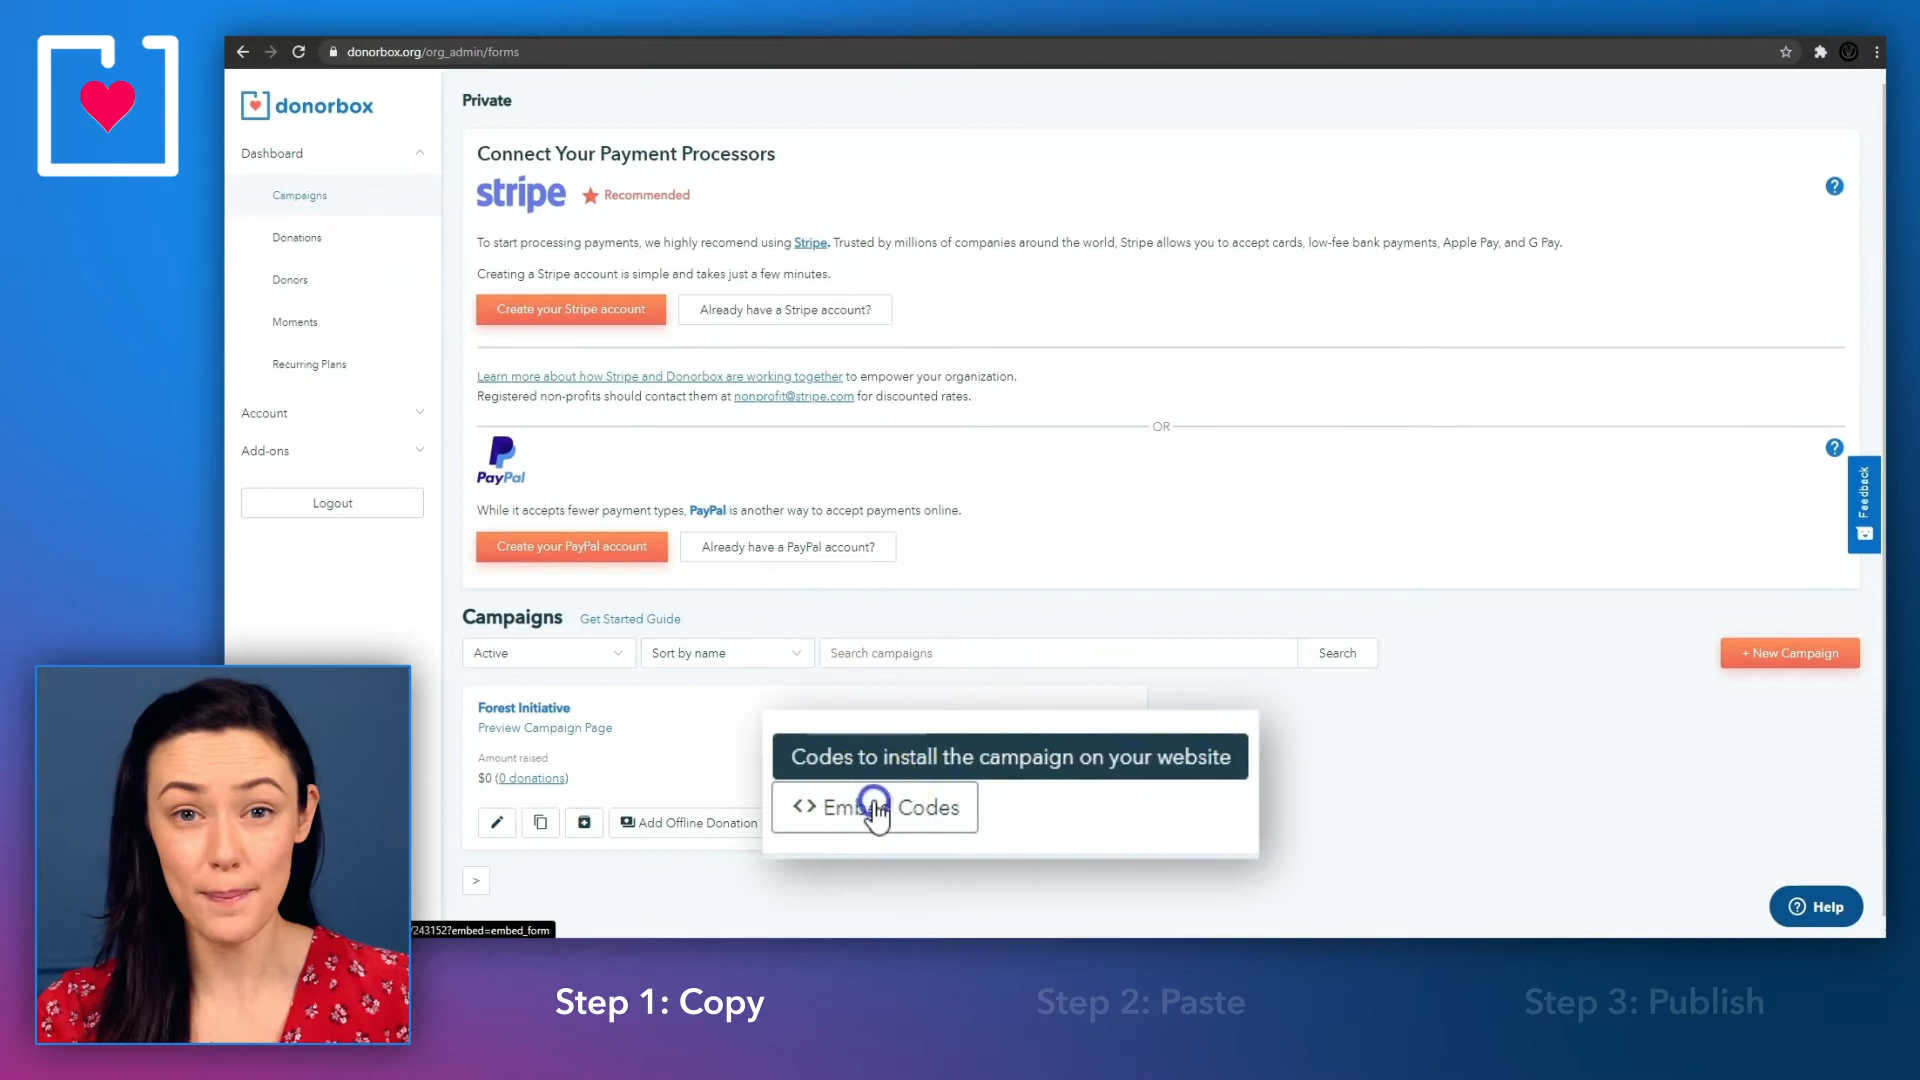 donorbox.org/org_admin/forms
donorbox
Dashboard
Campaigns
Donations
Donors
Moments
Recurring Plans
Account
Add-ons
Logout
Private
Connect Your Payment Processors
stripe
Recommended
To start processing payments, we highly recomend using Stripe. Trusted by millions of companies around the world, Stripe allows you to accept cards, low-fee bank payments, Apple Pay, and G Pay.
Creating a Stripe account is simple and takes just a few minutes.
Create your Stripe account
Already have a Stripe account?
Learn more about how Stripe and Donorbox are working together to empower your organization.
Registered non-profits should contact them at nonprofit@stripe.com for discounted rates.
OR
PayPal
While it accepts fewer payment types, PayPal is another way to accept payments online.
Create your PayPal account
Already have a PayPal account?
Feedback
Campaigns
Get Started Guide
Active
Sort by name
Search campaigns
Search
+ New Campaign
Forest Initiative
Preview Campaign Page
Amount raised
$0 (0 donations)
Add Offline Donation
Codes to install the campaign on your website
<> Codes
>
? Help
/243152?embed=embed_form
Step 1: Copy
Step 2: Paste
Step 3: Publish